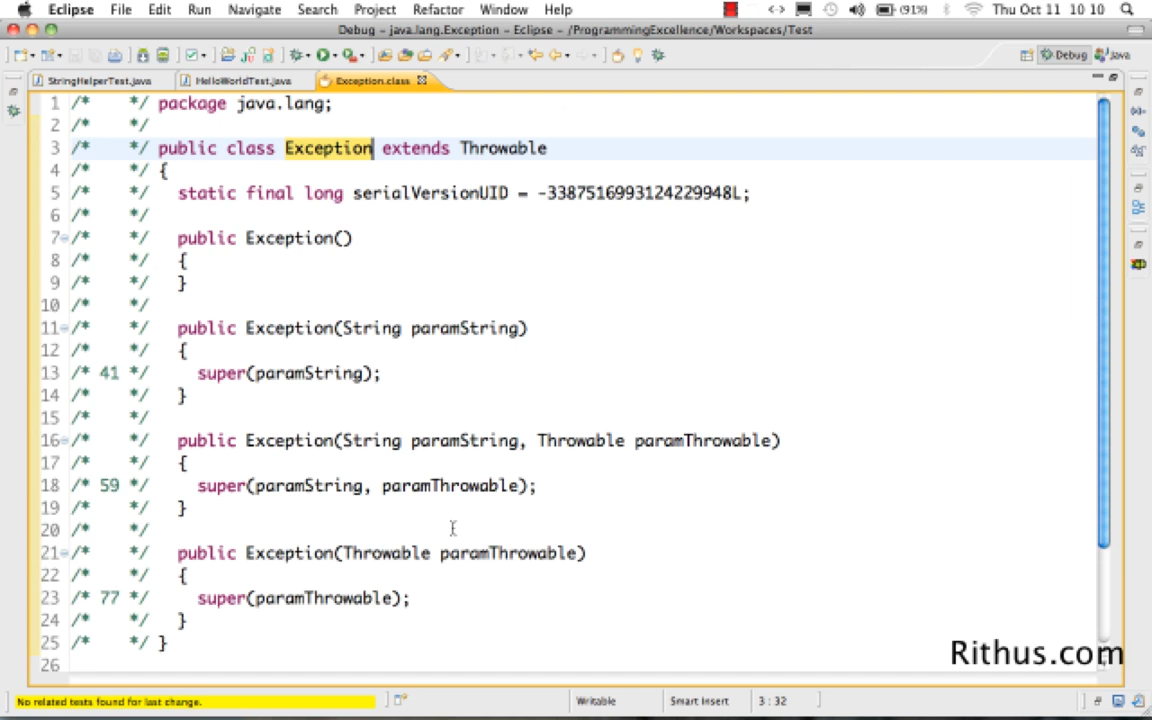 Eclipse File Edit Run Navigate Search Project Refactor Window Help (91%) Thu Oct 11 10 10
Debug - java.lang.Exception - Eclipse - /ProgrammingExcellence/Workspaces/Test
Debug Java
StringHelperTest.java HelloWorldTest.java Exception.class
1 /* */ package java.lang;
2 /* */
3 /* */ public class Exception extends Throwable
4 /* */ {
5 /* */ static final long serialVersionUID = -3387516993124229948L;
6 /* */
7 /* */ public Exception()
8 /* */ {
9 /* */ }
10 /* */
11 /* */ public Exception(String paramString)
12 /* */ {
13 /* 41 */ super(paramString);
14 /* */ }
15 /* */
16 /* */ public Exception(String paramString, Throwable paramThrowable)
17 /* */ {
18 /* 59 */ super(paramString, paramThrowable);
19 /* */ }
20 /* */
21 /* */ public Exception(Throwable paramThrowable)
22 /* */ {
23 /* 77 */ super(paramThrowable);
24 /* */ }
25 /* */ }
26
Rithus.com
No related tests found for last change. Writable Smart Insert 3 : 32